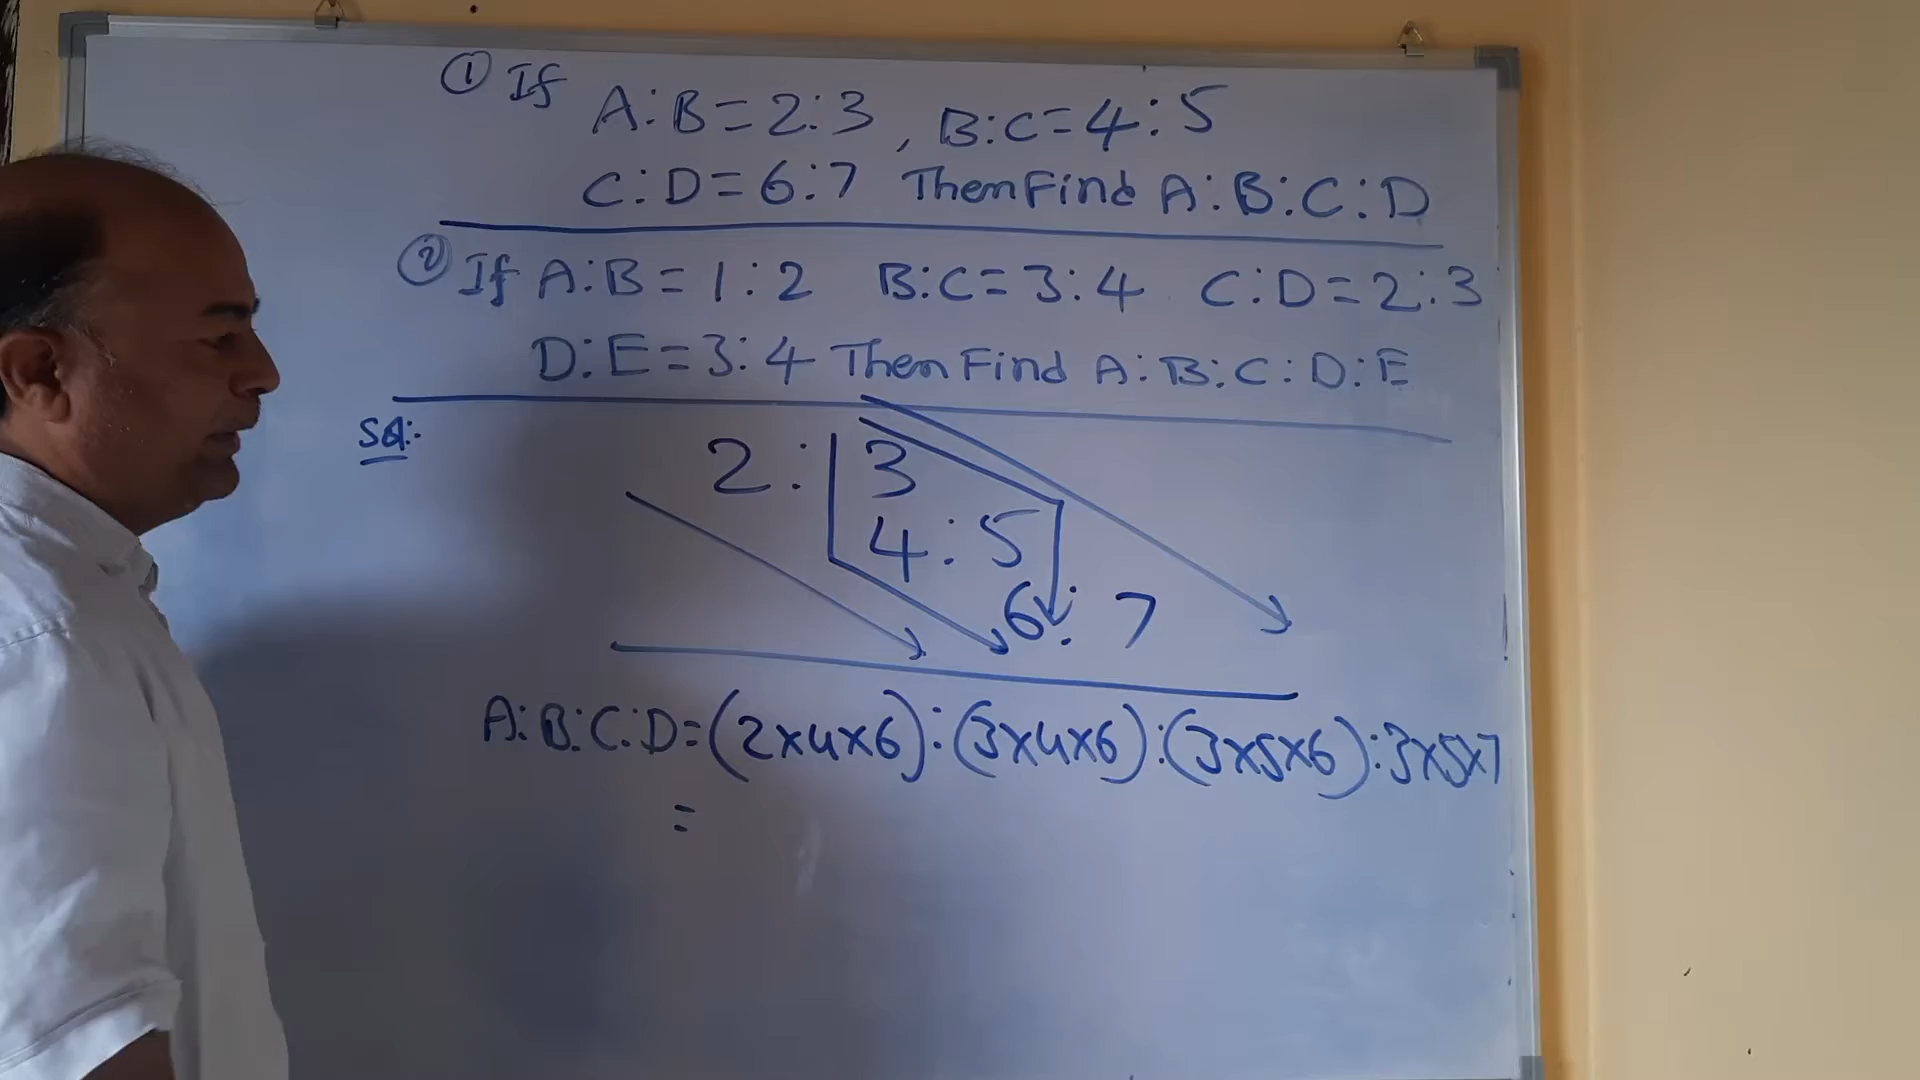 ① If A:B=2:3, B:C=4:5
C:D=6:7 Then Find A:B:C:D
② If A:B=1:2 B:C=3:4 C:D=2:3
D:E=3:4 Then Find A:B:C:D:E
Sol:-
2:3
4:5
6:7
A:B:C:D=(2×4×6):(3×4×6):(3×5×6):3×5×7
=